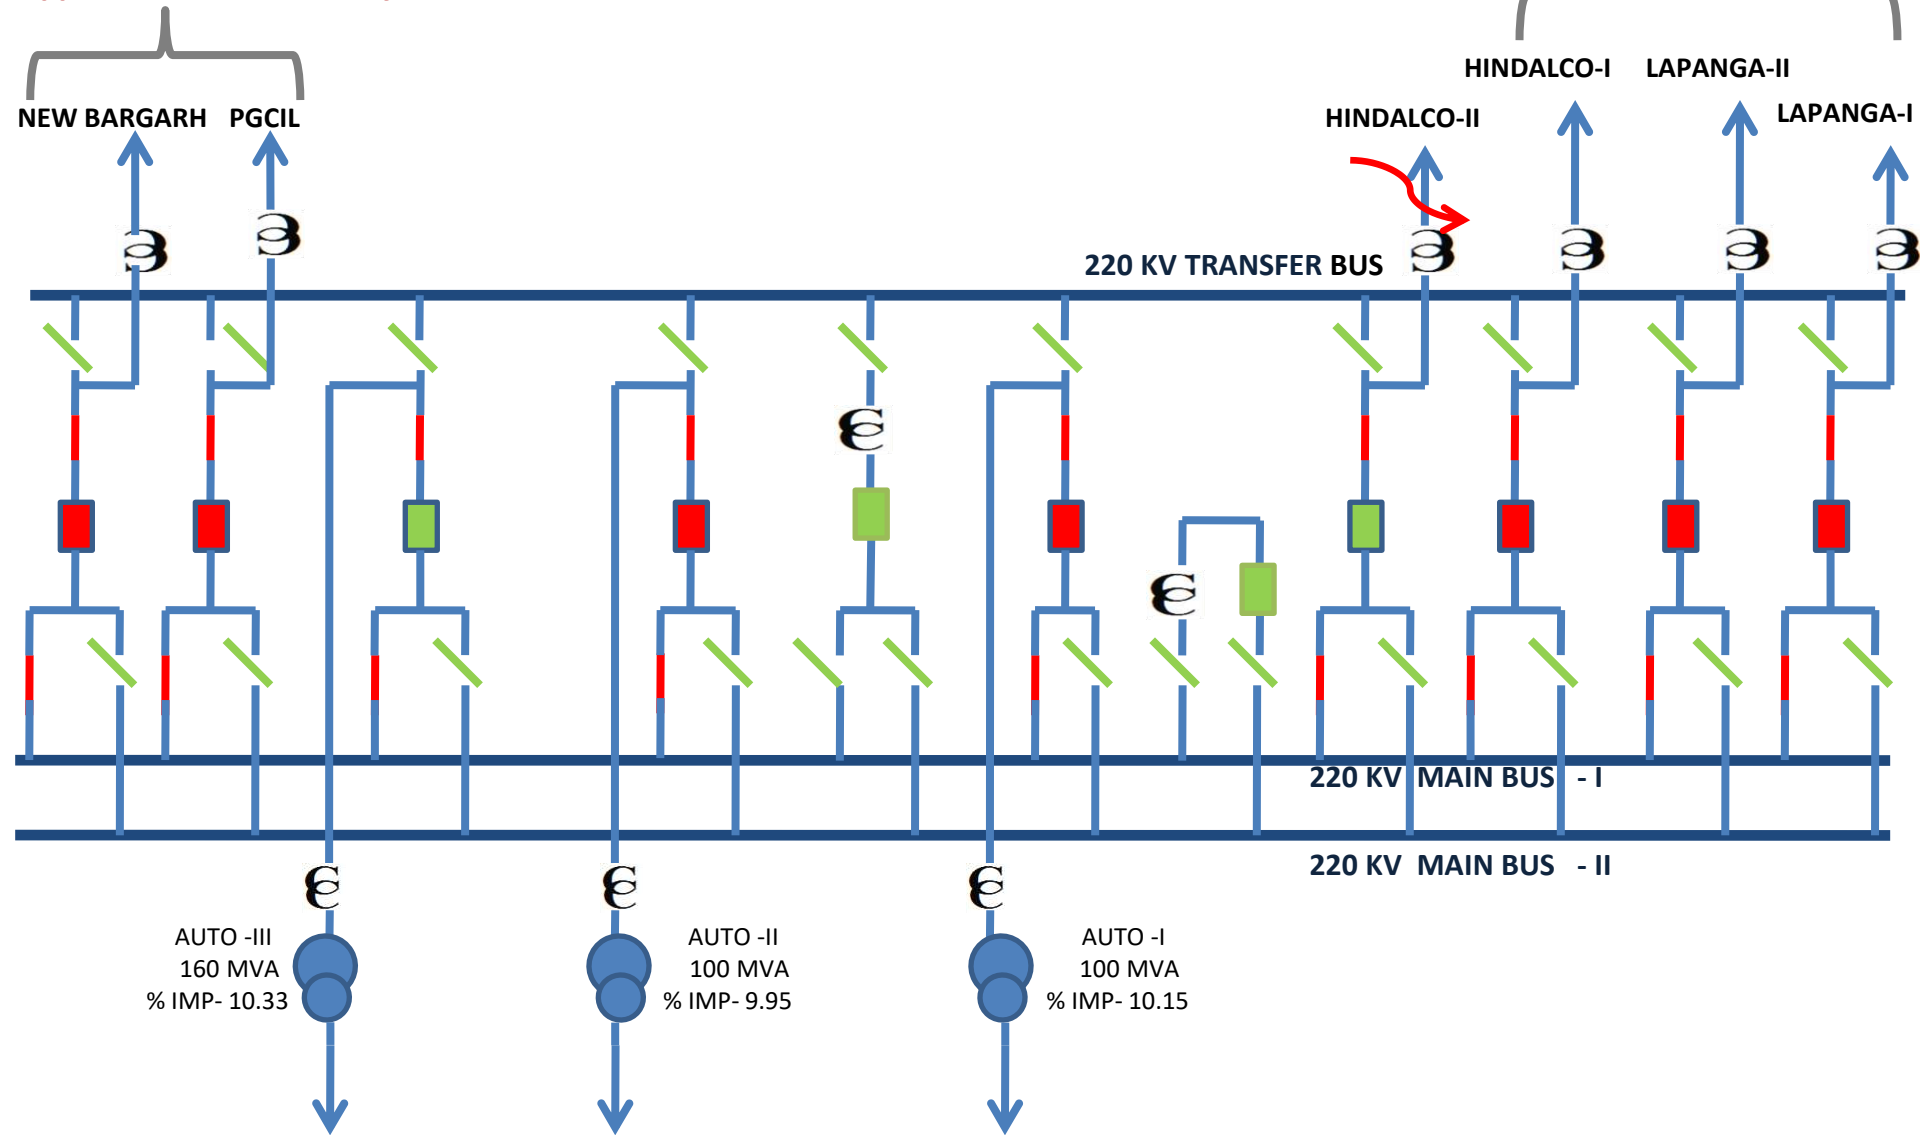 HINDALCO-I LAPANGA-II
NEW BARGARH PGCIL
HINDALCO-II
LAPANGA-I
220 KV TRANSFER BUS
220 KV MAIN BUS - I
220 KV MAIN BUS - II
AUTO -III
160 MVA
% IMP- 10.33
AUTO -II
100 MVA
% IMP- 9.95
AUTO -I
100 MVA
% IMP- 10.15